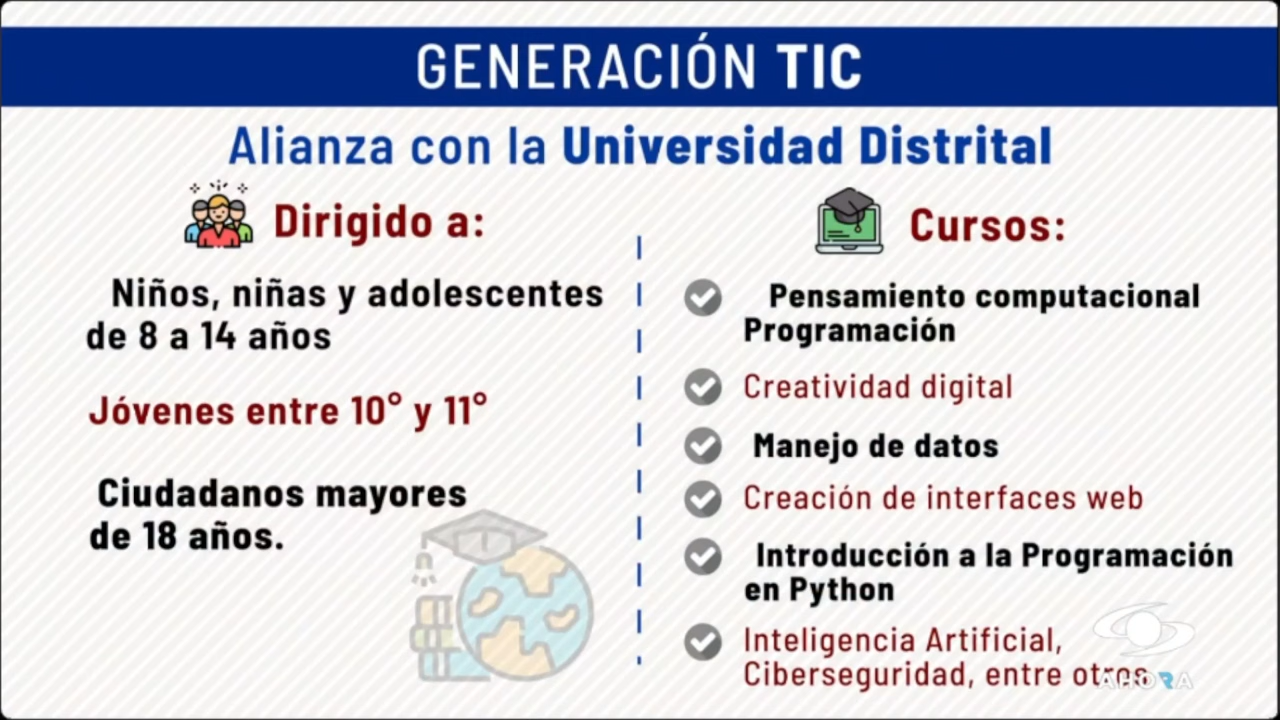 GENERACIÓN TIC
Alianza con la Universidad Distrital
Dirigido a:
Niños, niñas y adolescentes
de 8 a 14 años
Jóvenes entre 10° y 11°
Ciudadanos mayores
de 18 años.
Cursos:
Pensamiento computacional
Programación
Creatividad digital
Manejo de datos
Creación de interfaces web
Introducción a la Programación
en Python
Inteligencia Artificial,
Ciberseguridad, entre otros
AHORA